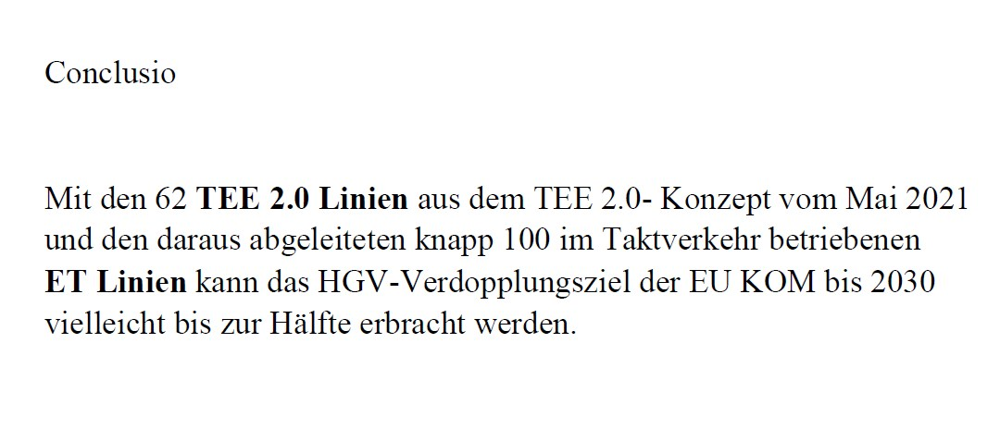 Conclusio
Mit den 62 TEE 2.0 Linien aus dem TEE 2.0- Konzept vom Mai 2021
und den daraus abgeleiteten knapp 100 im Taktverkehr betriebenen
ET Linien kann das HGV-Verdopplungsziel der EU KOM bis 2030
vielleicht bis zur Hälfte erbracht werden.